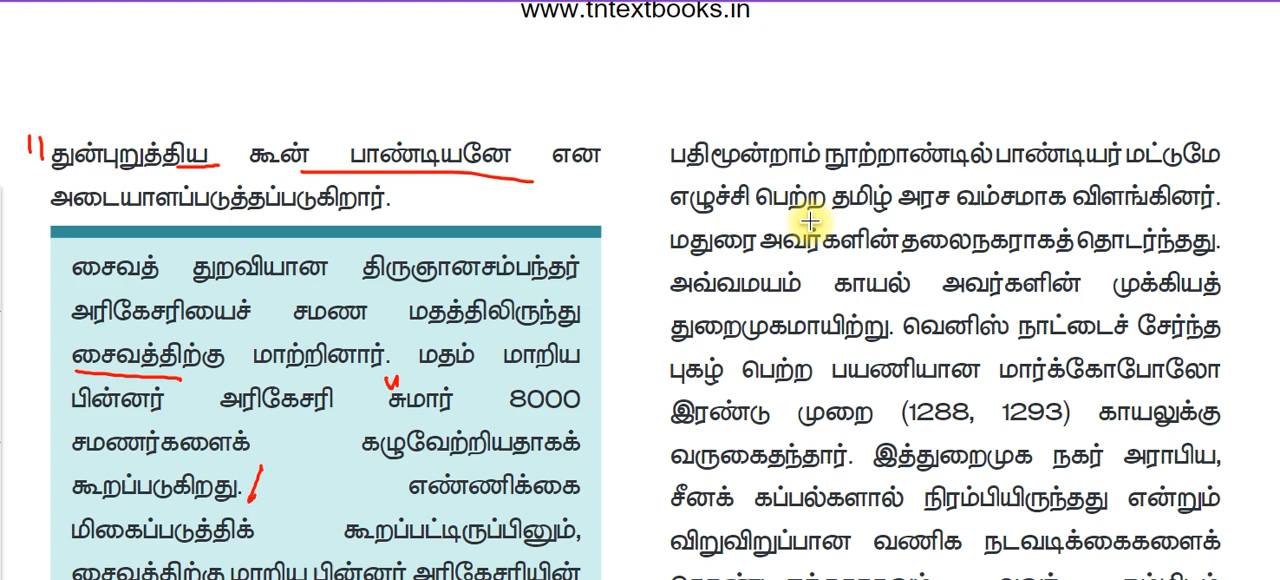 www.tntextbooks.in
துன்புறுத்திய கூன் பாண்டியனே என
அடையாளப்படுத்தப்படுகிறார்.
சைவத் துறவியான திருஞானசம்பந்தர்
அரிகேசரியைச் சமண மதத்திலிருந்து
சைவத்திற்கு மாற்றினார். மதம் மாறிய
பின்னர் அரிகேசரி சுமார் 8000
சமணர்களைக் கழுவேற்றியதாகக்
கூறப்படுகிறது. எண்ணிக்கை
மிகைப்படுத்திக் கூறப்பட்டிருப்பினும்,
சைவத்திற்கு மாறிய பின்னர் அரிகேசரியின்
பதிமூன்றாம் நூற்றாண்டில் பாண்டியர் மட்டுமே
எழுச்சி பெற்ற தமிழ் அரச வம்சமாக விளங்கினர்.
மதுரை அவர்களின் தலைநகராகத் தொடர்ந்தது.
அவ்வமயம் காயல் அவர்களின் முக்கியத்
துறைமுகமாயிற்று. வெனிஸ் நாட்டைச் சேர்ந்த
புகழ் பெற்ற பயணியான மார்க்கோபோலோ
இரண்டு முறை (1288, 1293) காயலுக்கு
வருகைதந்தார். இத்துறைமுக நகர் அராபிய,
சீனக் கப்பல்களால் நிரம்பியிருந்தது என்றும்
விறுவிறுப்பான வணிக நடவடிக்கைகளைக்